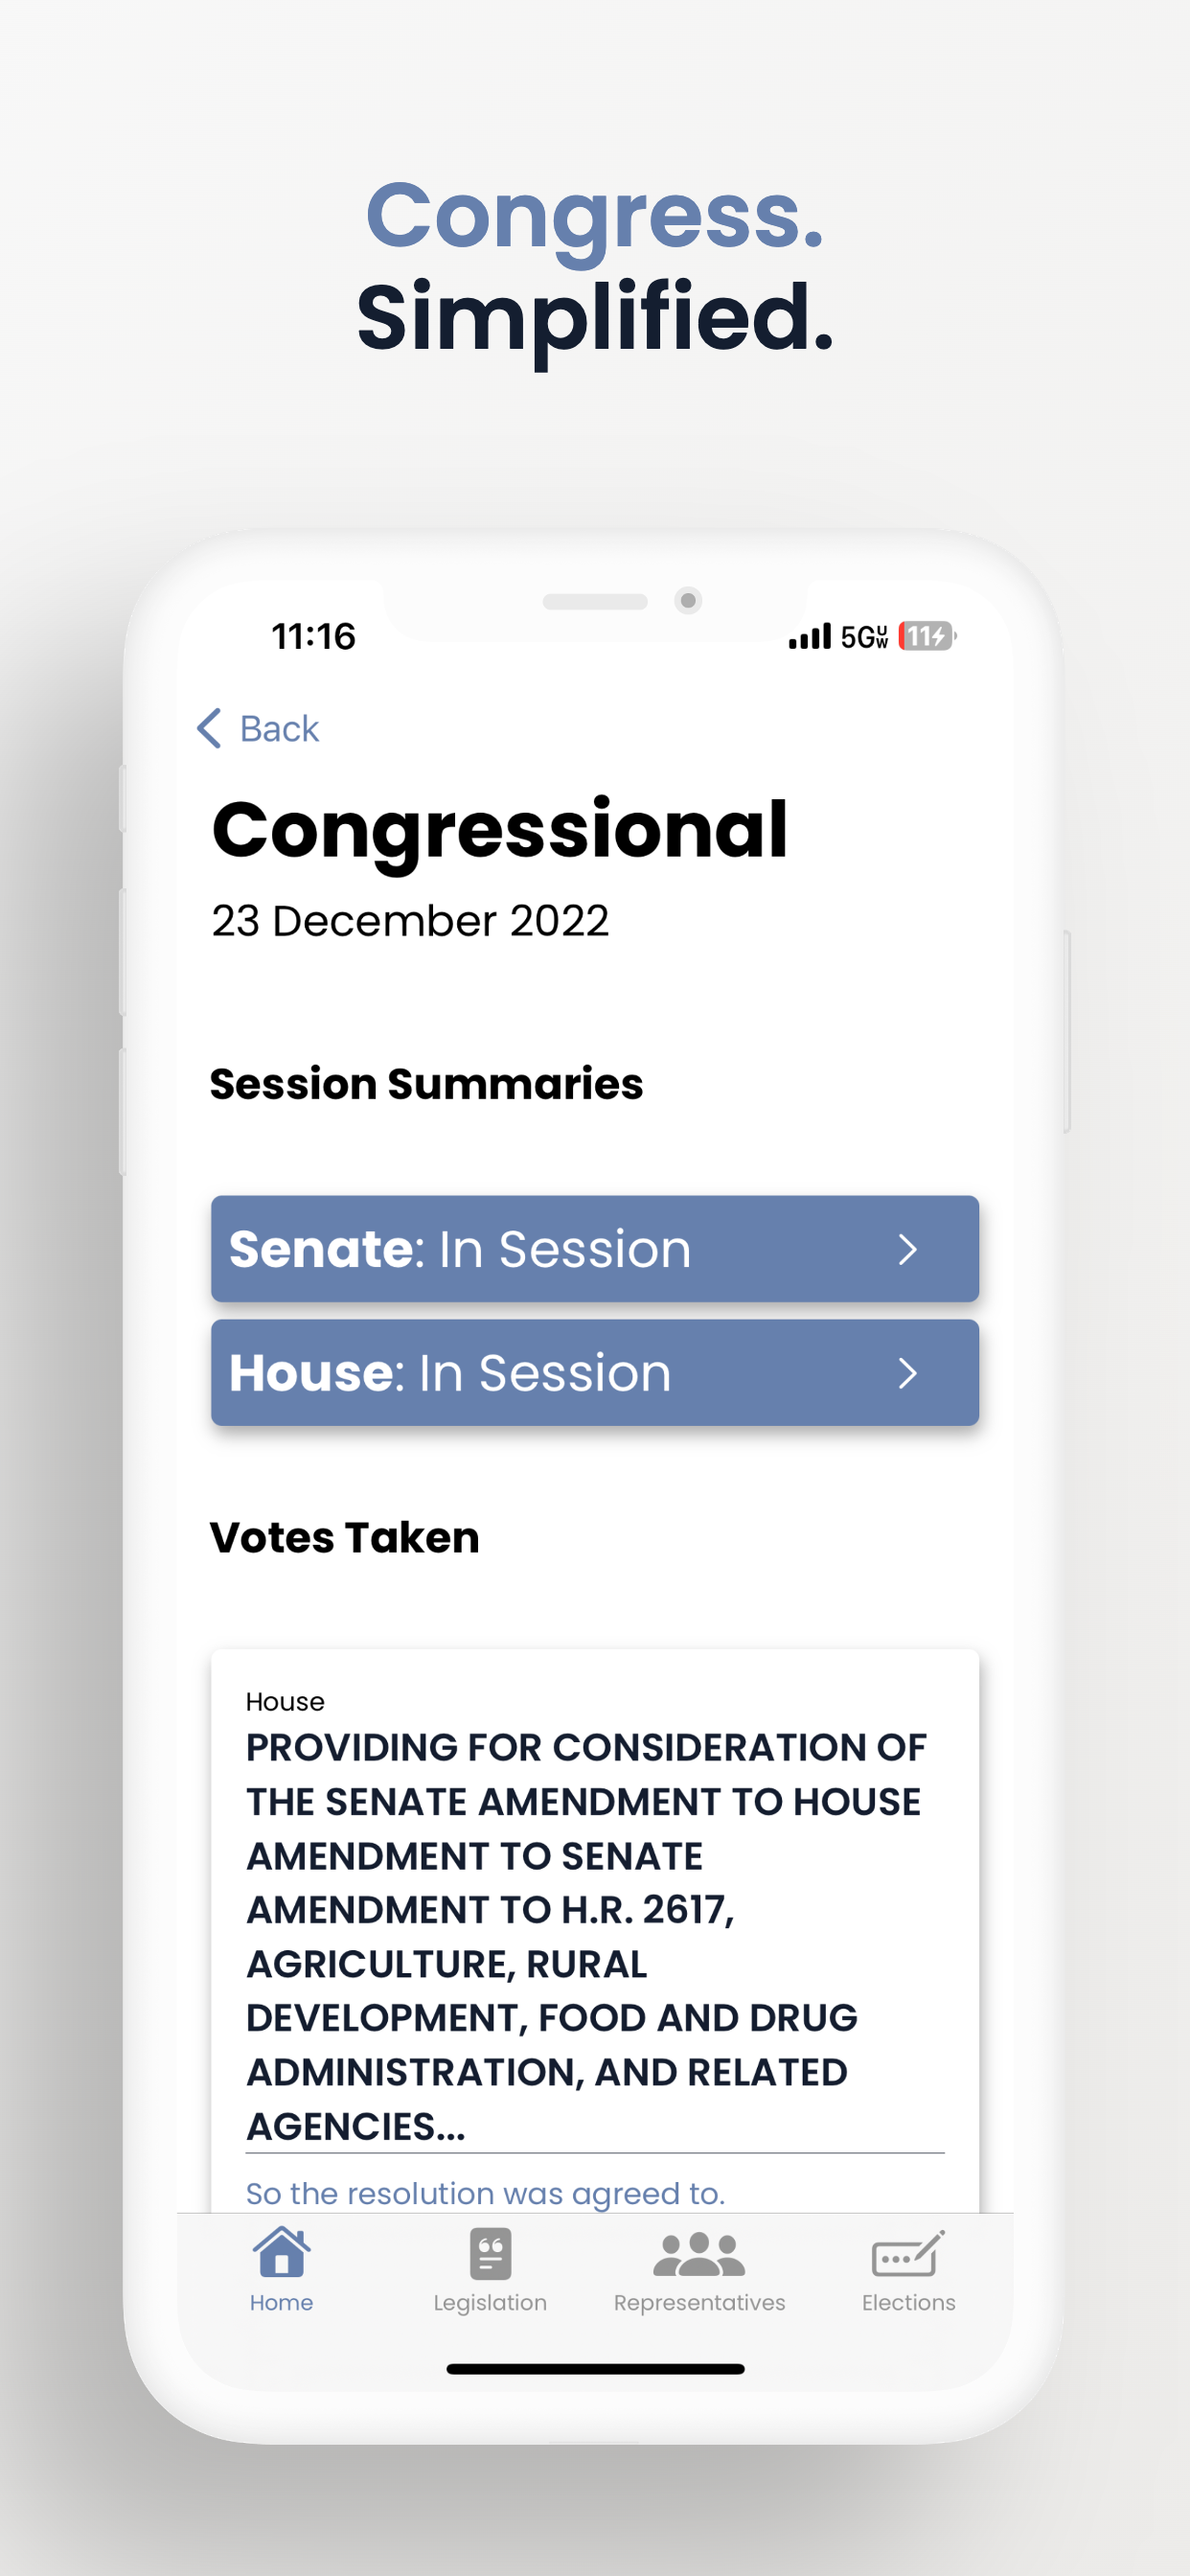 Congress.
Simplified.
11:16
5GUW 11
Back
Congressional
23 December 2022
Session Summaries
Senate: In Session
House: In Session
Votes Taken
House
PROVIDING FOR CONSIDERATION OF
THE SENATE AMENDMENT TO HOUSE
AMENDMENT TO SENATE
AMENDMENT TO H.R. 2617,
AGRICULTURE, RURAL
DEVELOPMENT, FOOD AND DRUG
ADMINISTRATION, AND RELATED
AGENCIES...
So the resolution was agreed to.
Home Legislation Representatives Elections